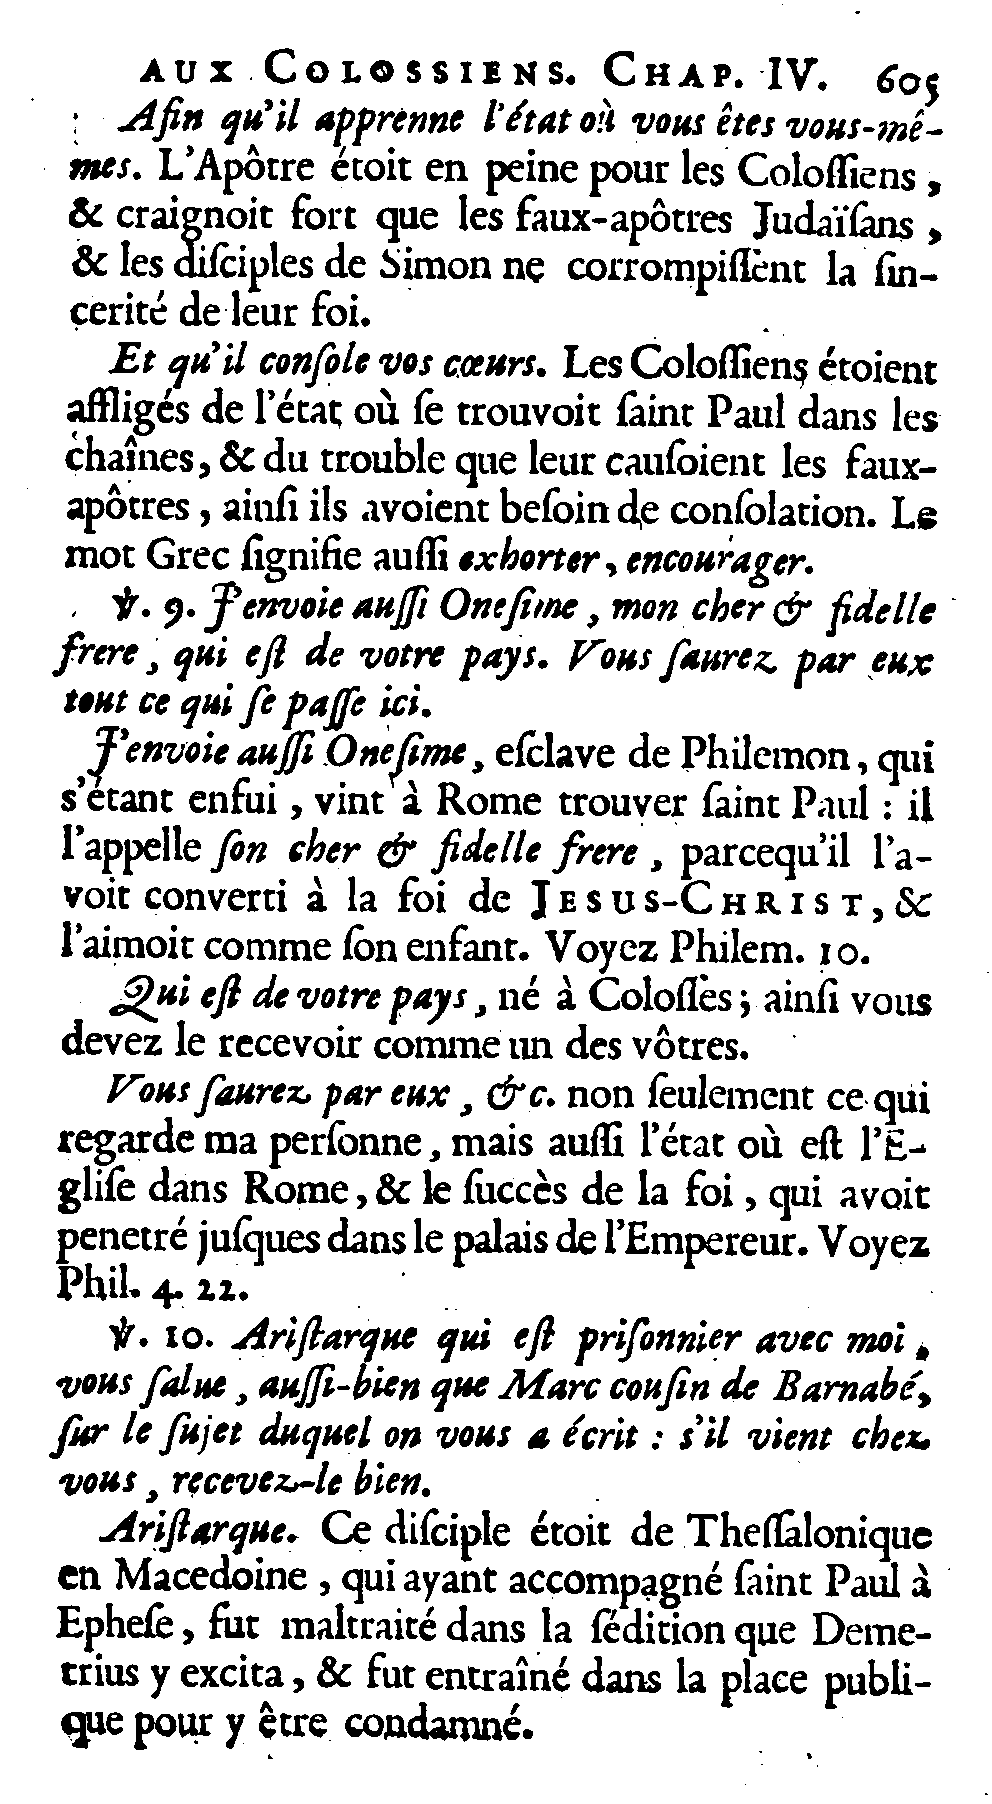 AUX COLOSSIENS. CHAP. IV. 605
Afin qu'il apprenne l'état où vous êtes vous-mê-
mes. L'Apôtre étoit en peine pour les Coloſſiens,
& craignoit fort que les faux-apôtres Judaïſans,
& les diſciples de Simon ne corrompiſſent la ſin-
cerité de leur foi.
Et qu'il conſole vos cœurs. Les Coloſſiens étoient
affligés de l'état où ſe trouvoit ſaint Paul dans les
chaînes, & du trouble que leur cauſoient les faux-
apôtres, ainſi ils avoient beſoin de conſolation. Le
mot Grec ſignifie auſſi exhorter, encourager.
℣. 9. J'envoie auſſi Oneſime, mon cher & fidelle
frere, qui eſt de votre pays. Vous ſaurez par eux
tout ce qui ſe paſſe ici.
J'envoie auſſi Oneſime, eſclave de Philemon, qui
s'étant enfui, vint à Rome trouver ſaint Paul : il
l'appelle ſon cher & fidelle frere, parcequ'il l'a-
voit converti à la foi de JESUS-CHRIST, &
l'aimoit comme ſon enfant. Voyez Philem. 10.
Qui eſt de votre pays, né à Coloſſes; ainſi vous
devez le recevoir comme un des vôtres.
Vous ſaurez par eux, &c. non ſeulement ce qui
regarde ma perſonne, mais auſſi l'état où eſt l'E-
gliſe dans Rome, & le ſuccès de la foi, qui avoit
penetré juſques dans le palais de l'Empereur. Voyez
Phil. 4. 22.
℣. 10. Ariſtarque qui eſt priſonnier avec moi,
vous ſalue, auſſi-bien que Marc couſin de Barnabé,
ſur le ſujet duquel on vous a écrit : s'il vient chez
vous, recevez-le bien.
Ariſtarque. Ce diſciple étoit de Theſſalonique
en Macedoine, qui ayant accompagné ſaint Paul à
Epheſe, fut maltraité dans la ſédition que Deme-
trius y excita, & fut entraîné dans la place publi-
que pour y être condamné.